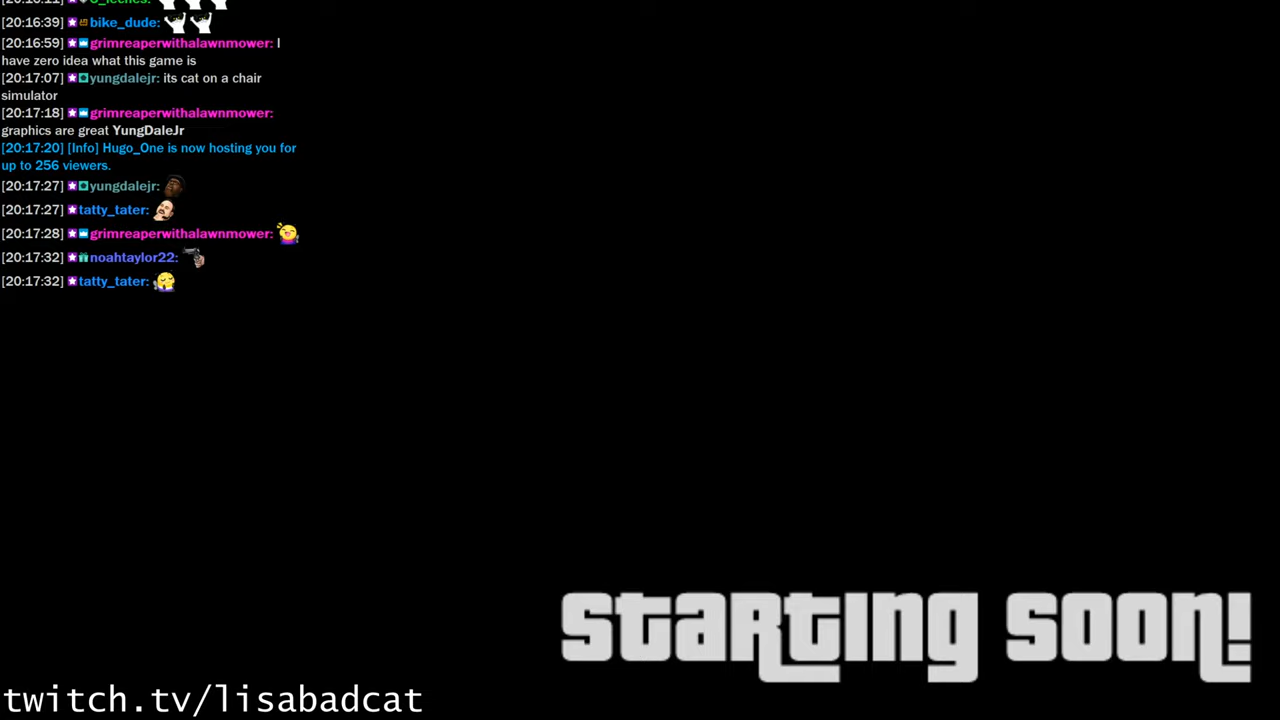 [20:16:39] bike_dude:
[20:16:59] grimreaperwithalawnmower: I
have zero idea what this game is
[20:17:07] yungdalejr: its cat on a chair
simulator
[20:17:18] grimreaperwithalawnmower:
graphics are great YungDaleJr
[20:17:20] [Info] Hugo_One is now hosting you for
up to 256 viewers.
[20:17:27] yungdalejr:
[20:17:27] tatty_tater:
[20:17:28] grimreaperwithalawnmower:
[20:17:32] noahtaylor22:
[20:17:32] tatty_tater:
starting soon!
twitch.tv/lisabadcat